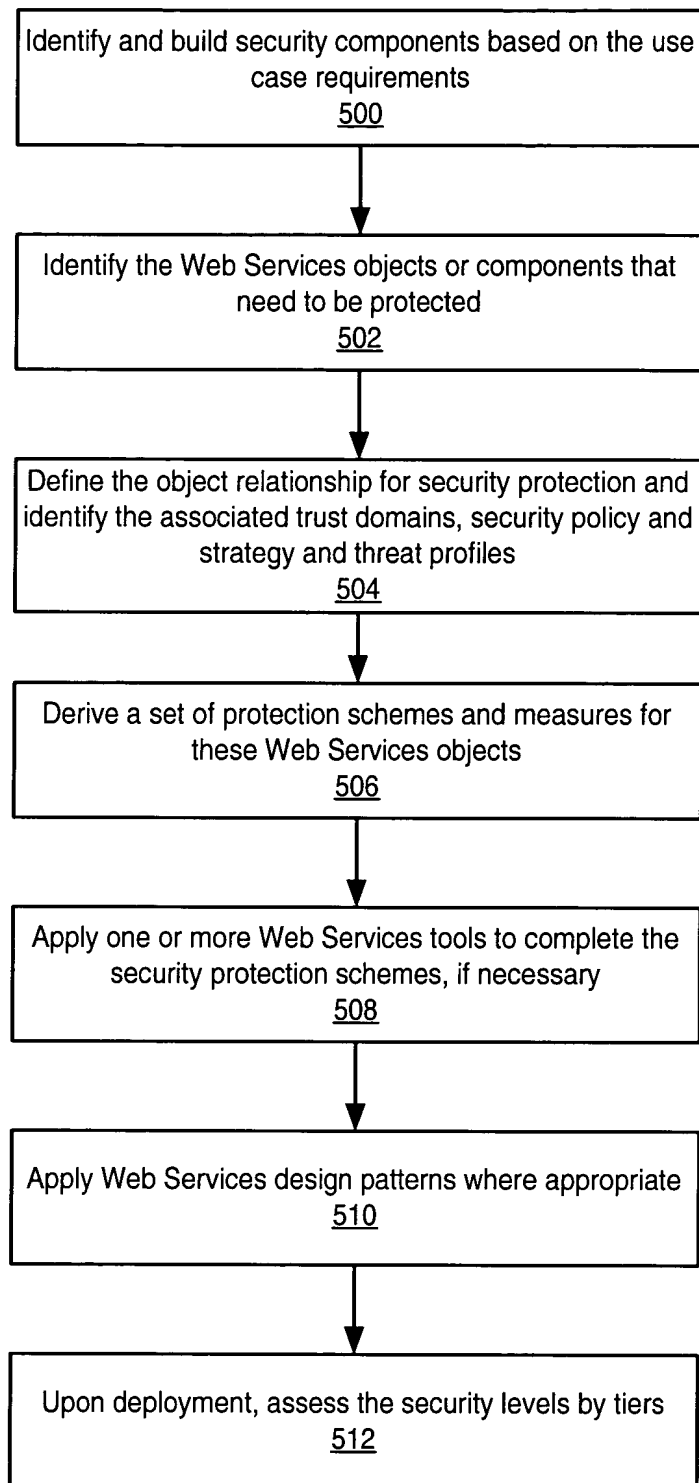 Identify and build security components based on the use
case requirements
500
Identify the Web Services objects or components that
need to be protected
502
Define the object relationship for security protection and
identify the associated trust domains, security policy and
strategy and threat profiles
504
Derive a set of protection schemes and measures for
these Web Services objects
506
Apply one or more Web Services tools to complete the
security protection schemes, if necessary
508
Apply Web Services design patterns where appropriate
510
Upon deployment, assess the security levels by tiers
512